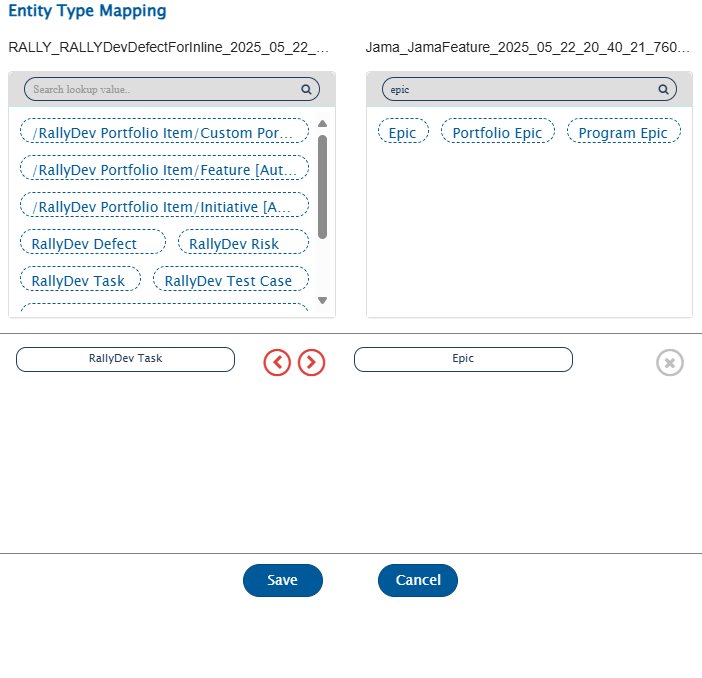 Entity Type Mapping
RALLY_RALLYDevDefectForInline_2025_05_22_...
Jama_JamaFeature_2025_05_22_20_40_21_760...
Search lookup value..
epic
/RallyDev Portfolio Item/Custom Por...
/RallyDev Portfolio Item/Feature [Aut...
/RallyDev Portfolio Item/Initiative [A...
RallyDev Defect
RallyDev Risk
RallyDev Task
RallyDev Test Case
Epic
Portfolio Epic
Program Epic
RallyDev Task
Epic
Save
Cancel